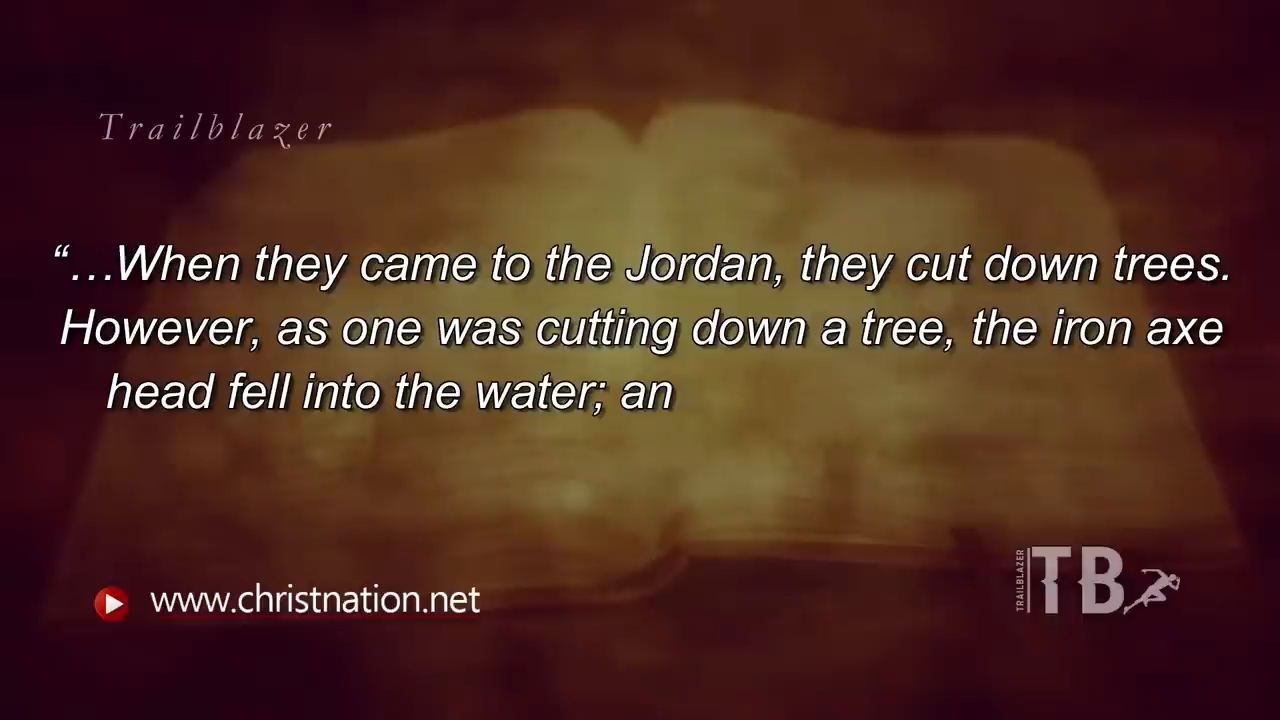 Trailblazer
“…When they came to the Jordan, they cut down trees.
However, as one was cutting down a tree, the iron axe
head fell into the water; an
www.christnation.net
TRAILBLAZER
TB